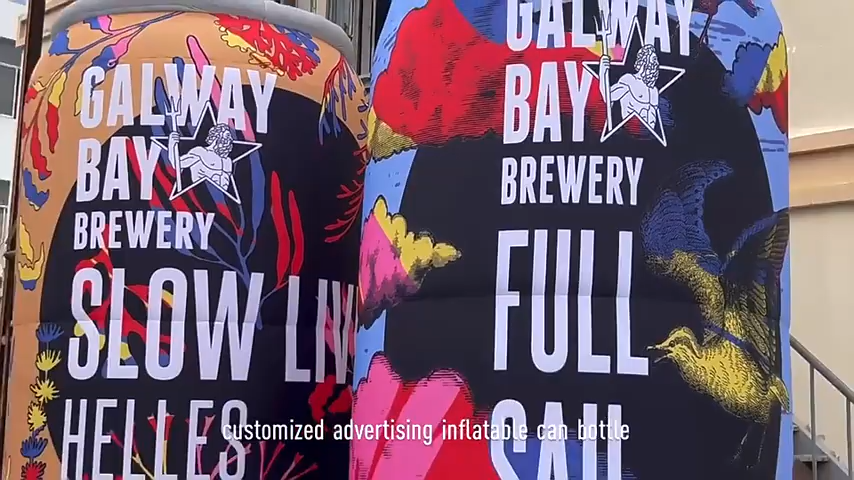 GALWAY
BAY
BREWERY
SLOW LIV
HELLES
GALWAY
BAY
BREWERY
FULL
SAIL
customized advertising inflatable can bottle